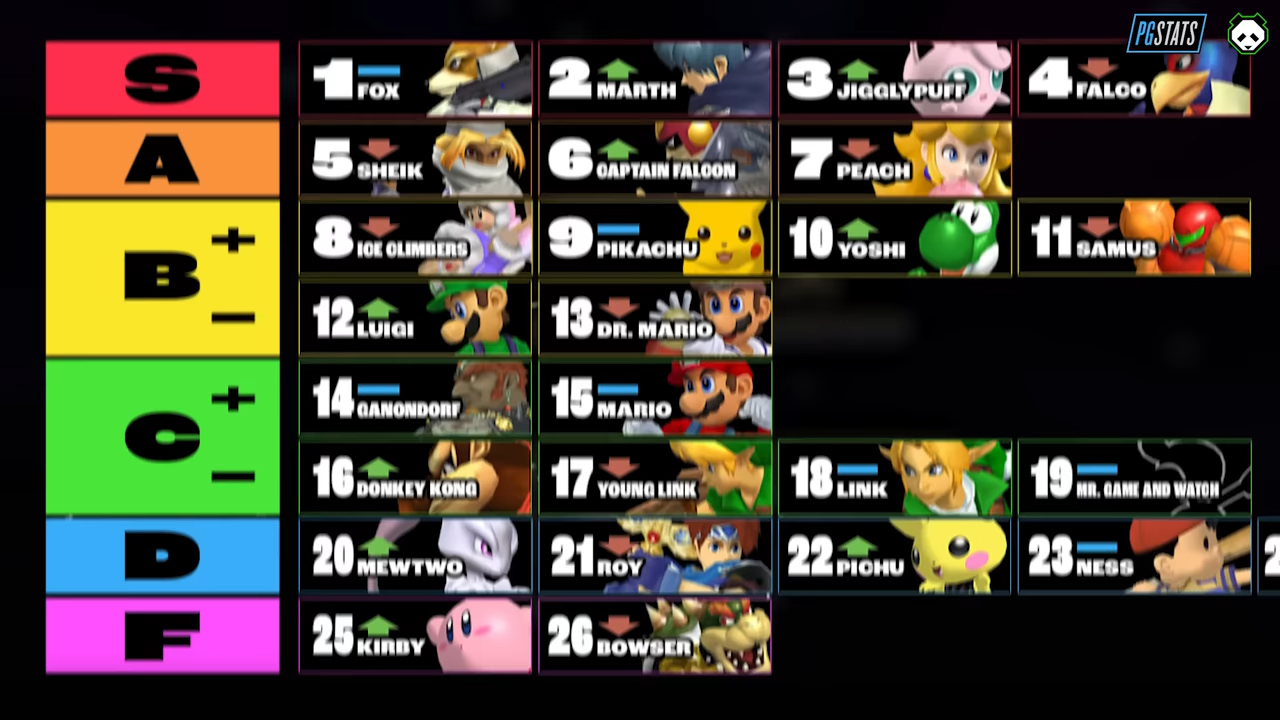 PGSTATS
S
1 FOX
2 MARTH
3 JIGGLYPUFF
4 FALCO
A
5 SHEIK
6 CAPTAIN FALCON
7 PEACH
B
+
8 ICE CLIMBERS
9 PIKACHU
10 YOSHI
11 SAMUS
−
12 LUIGI
13 DR. MARIO
C
+
14 GANONDORF
15 MARIO
−
16 DONKEY KONG
17 YOUNG LINK
18 LINK
19 MR. GAME AND WATCH
D
20 MEWTWO
21 ROY
22 PICHU
23 NESS
2
F
25 KIRBY
26 BOWSER